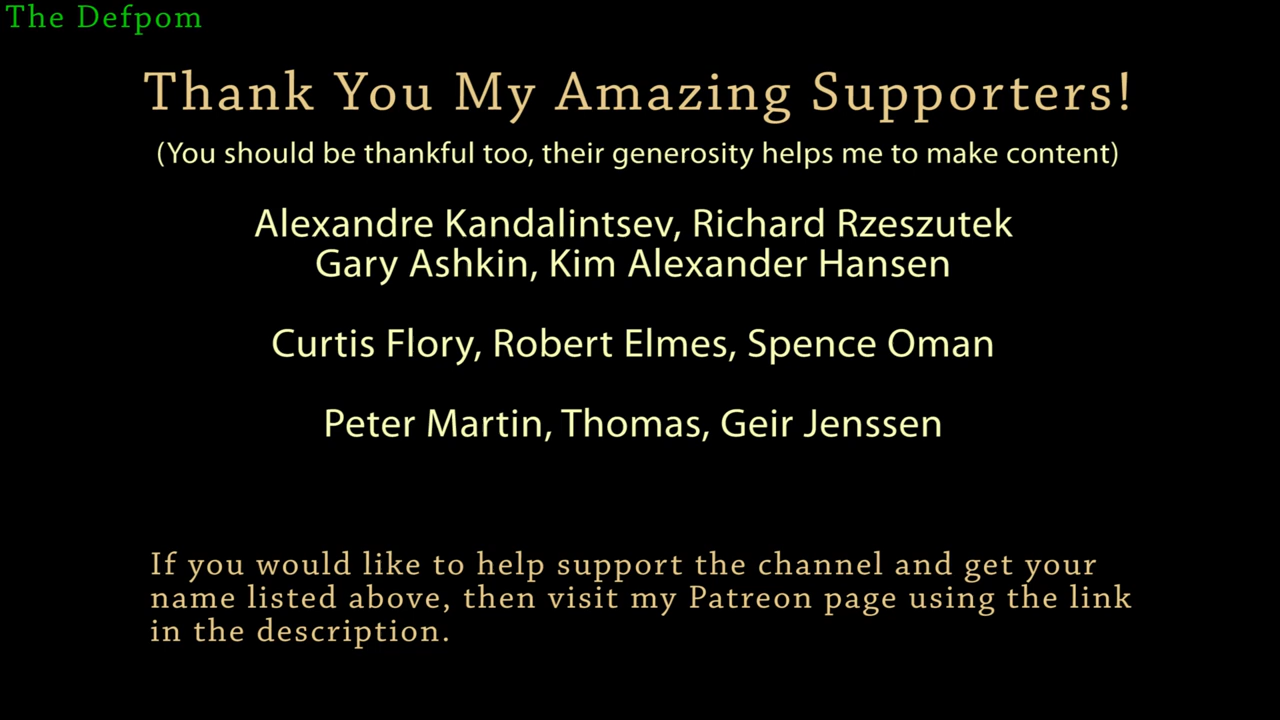 The Defpom
Thank You My Amazing Supporters!
(You should be thankful too, their generosity helps me to make content)
Alexandre Kandalintsev, Richard Rzeszutek
Gary Ashkin, Kim Alexander Hansen
Curtis Flory, Robert Elmes, Spence Oman
Peter Martin, Thomas, Geir Jenssen
If you would like to help support the channel and get your
name listed above, then visit my Patreon page using the link
in the description.